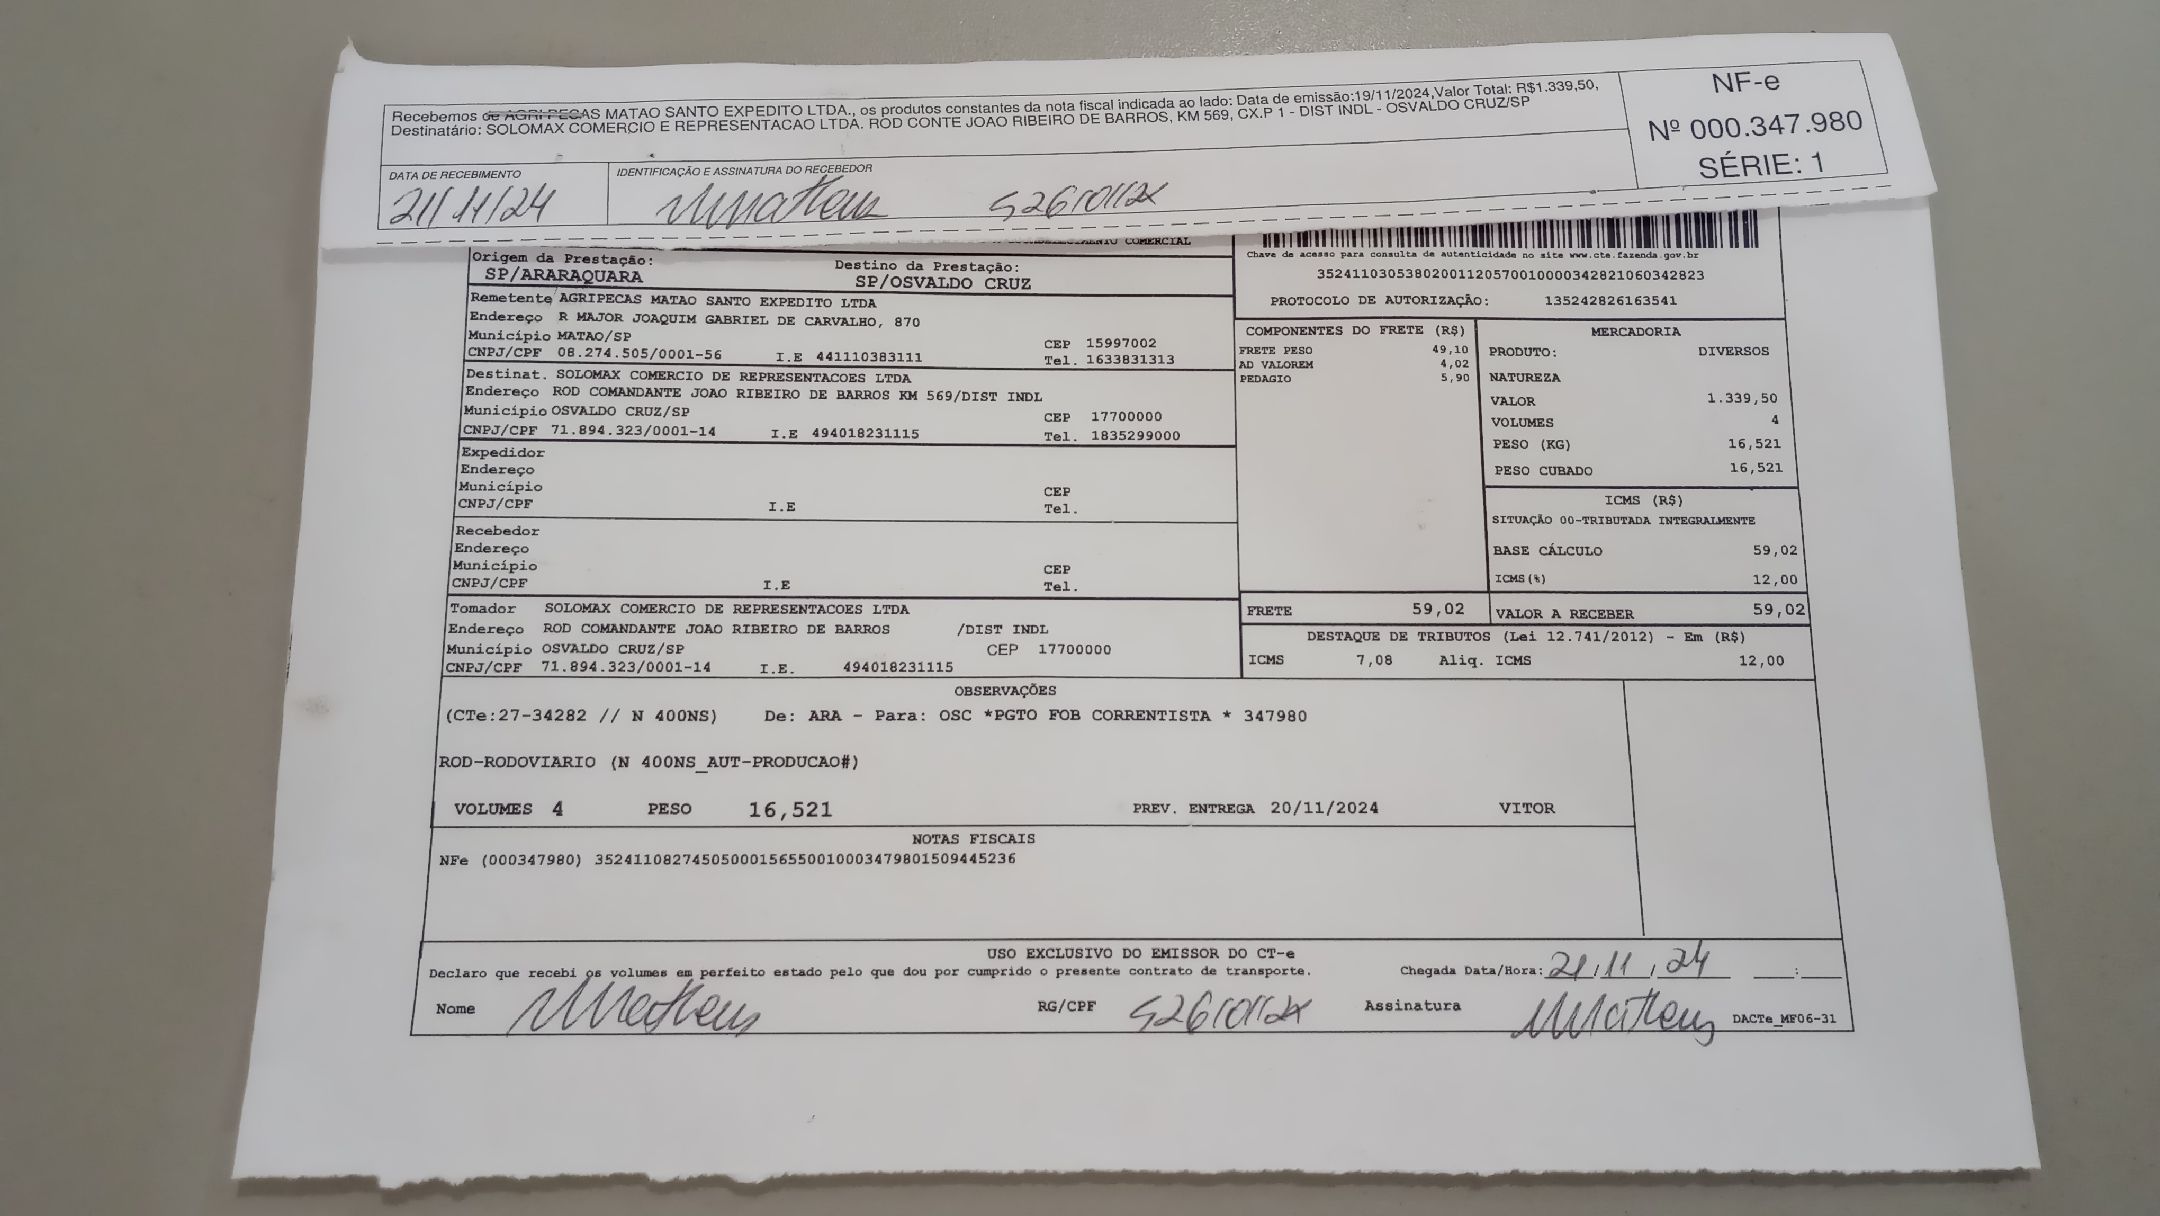 Recebemos de AGRIPECAS MATAO SANTO EXPEDITO LTDA., os produtos constantes da nota fiscal indicada ao lado: Data de emissão:19/11/2024,Valor Total: R$1.339,50,
Destinatário: SOLOMAX COMERCIO E REPRESENTACAO LTDA. ROD CONTE JOAO RIBEIRO DE BARROS, KM 569, CX.P 1 - DIST INDL - OSVALDO CRUZ/SP
NF-e
Nº 000.347.980
SÉRIE: 1
DATA DE RECEBIMENTO
21/11/24
IDENTIFICAÇÃO E ASSINATURA DO RECEBEDOR
Matheus
COMERCIAL
Origem da Prestação:
SP/ARARAQUARA
Destino da Prestação:
SP/OSVALDO CRUZ
Chave de acesso para consulta de autenticidade no site www.cte.fazenda.gov.br
35241103053802001120570010000342821060342823
PROTOCOLO DE AUTORIZAÇÃO: 135242826163541
Remetente AGRIPECAS MATAO SANTO EXPEDITO LTDA
Endereço R MAJOR JOAQUIM GABRIEL DE CARVALHO, 870
Município MATAO/SP CEP 15997002
CNPJ/CPF 08.274.505/0001-56 I.E 441110383111 Tel. 1633831313
Destinat. SOLOMAX COMERCIO DE REPRESENTACOES LTDA
Endereço ROD COMANDANTE JOAO RIBEIRO DE BARROS KM 569/DIST INDL
Município OSVALDO CRUZ/SP CEP 17700000
CNPJ/CPF 71.894.323/0001-14 I.E 494018231115 Tel. 1835299000
Expedidor
Endereço
Município CEP
CNPJ/CPF I.E Tel.
Recebedor
Endereço
Município CEP
CNPJ/CPF I.E Tel.
Tomador SOLOMAX COMERCIO DE REPRESENTACOES LTDA
Endereço ROD COMANDANTE JOAO RIBEIRO DE BARROS /DIST INDL
Município OSVALDO CRUZ/SP CEP 17700000
CNPJ/CPF 71.894.323/0001-14 I.E. 494018231115
COMPONENTES DO FRETE (R$)
FRETE PESO 49,10
AD VALOREM 4,02
PEDAGIO 5,90
MERCADORIA
PRODUTO: DIVERSOS
NATUREZA
VALOR 1.339,50
VOLUMES 4
PESO (KG) 16,521
PESO CUBADO 16,521
ICMS (R$)
SITUAÇÃO 00-TRIBUTADA INTEGRALMENTE
BASE CÁLCULO 59,02
ICMS(%) 12,00
FRETE 59,02
VALOR A RECEBER 59,02
DESTAQUE DE TRIBUTOS (Lei 12.741/2012) - Em (R$)
ICMS 7,08 Aliq. ICMS 12,00
OBSERVAÇÕES
(CTe:27-34282 // N 400NS) De: ARA - Para: OSC *PGTO FOB CORRENTISTA * 347980
ROD-RODOVIARIO (N 400NS_AUT-PRODUCAO#)
VOLUMES 4 PESO 16,521 PREV. ENTREGA 20/11/2024 VITOR
NOTAS FISCAIS
NFe (000347980) 35241108274505000156550010003479801509445236
USO EXCLUSIVO DO EMISSOR DO CT-e
Declaro que recebi os volumes em perfeito estado pelo que dou por cumprido o presente contrato de transporte. Chegada Data/Hora: 21/11/24 __:__
Nome Matheus RG/CPF Assinatura Matheus DACTe_MF06-31